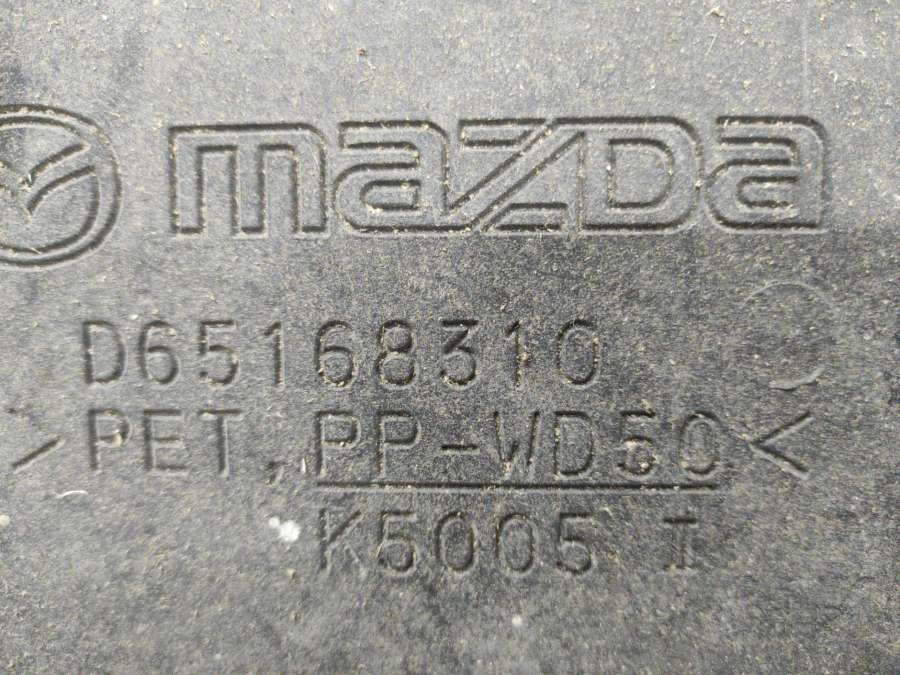 mazda
D65168310
>PET,PP-WD50<
K5005 I